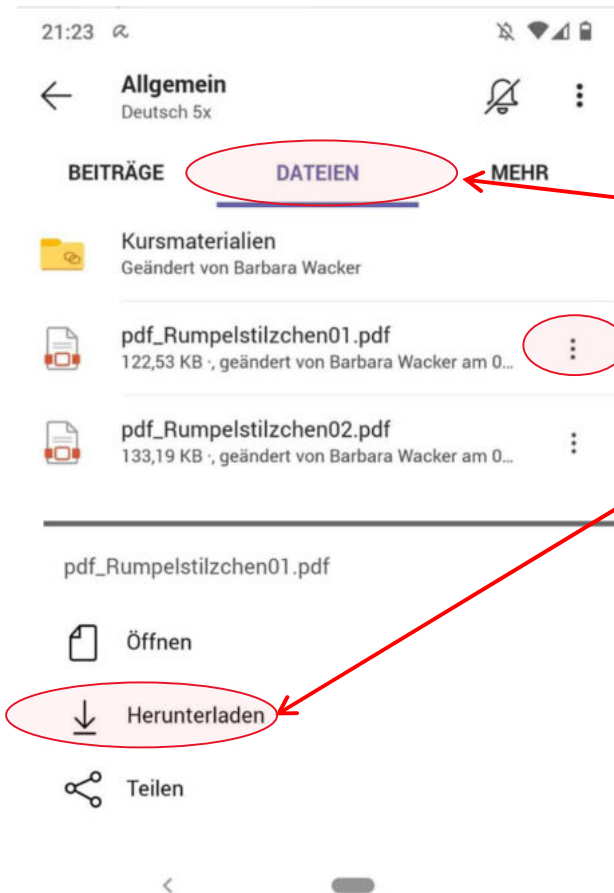 21:23
Allgemein
Deutsch 5x
BEITRÄGE DATEIEN MEHR
Kursmaterialien
Geändert von Barbara Wacker
pdf_Rumpelstilzchen01.pdf
122,53 KB ·, geändert von Barbara Wacker am 0...
pdf_Rumpelstilzchen02.pdf
133,19 KB ·, geändert von Barbara Wacker am 0...
pdf_Rumpelstilzchen01.pdf
Öffnen
Herunterladen
Teilen